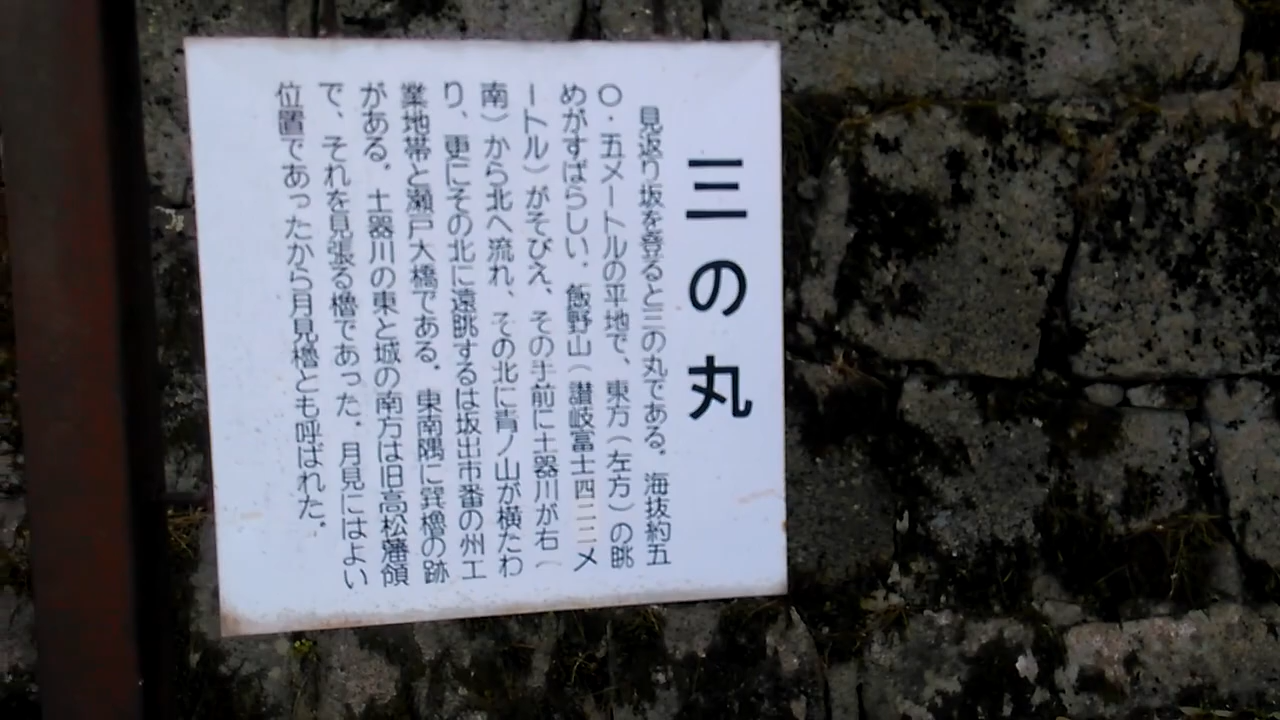 三の丸
見返り坂を登ると三の丸である。海抜約五
〇・五メートルの平地で、東方(左方)の眺
めがすばらしい。飯野山(讃岐富士四二二メ
ートル)がそびえ、その手前に土器川が右(
南)から北へ流れ、その北に青ノ山が横たわ
り、更にその北に遠眺するは坂出市番の州工
業地帯と瀬戸大橋である。東南隅に巽櫓の跡
がある。土器川の東と城の南方は旧高松藩領
で、それを見張る櫓であった。月見にはよい
位置であったから月見櫓とも呼ばれた。